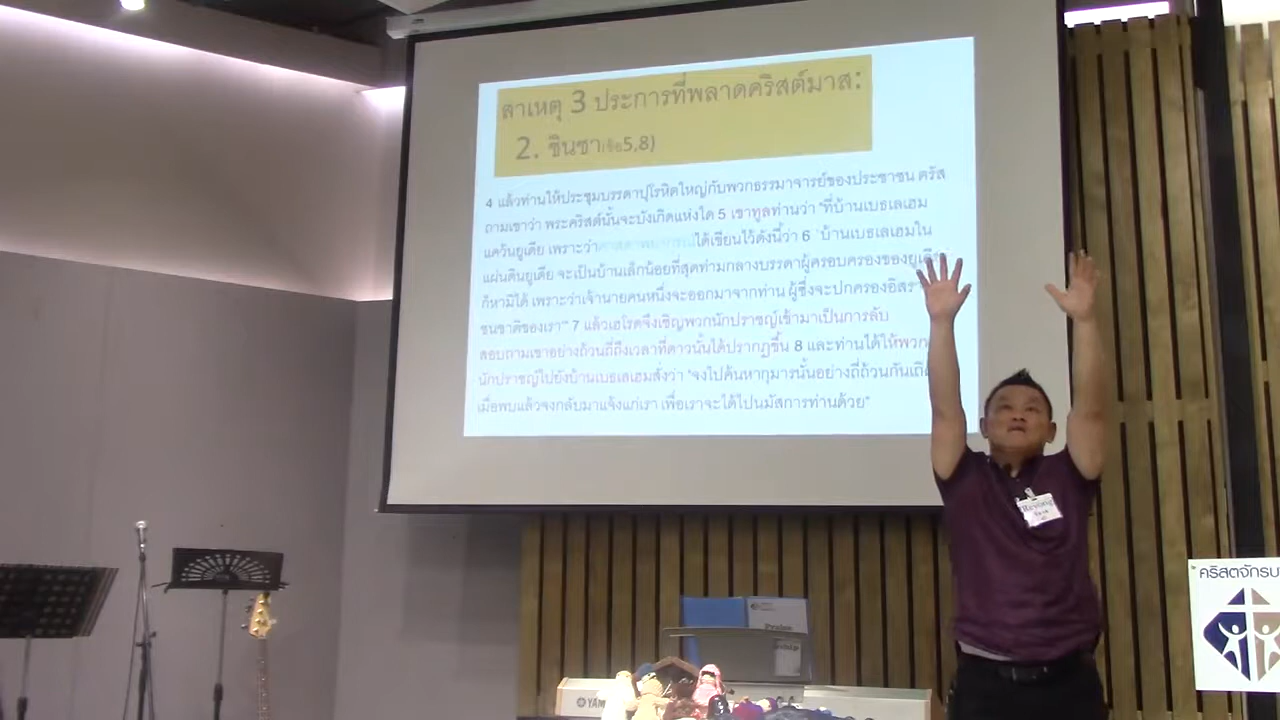 สาเหตุ 3 ประการที่พลาดคริสต์มาส:
2. ชินชา(ข้อ5,8)
4 แล้วท่านให้ประชุมบรรดาปุโรหิตใหญ่กับพวกธรรมาจารย์ของประชาชน ตรัส
ถามเขาว่า พระคริสต์นั้นจะบังเกิดแห่งใด 5 เขาทูลท่านว่า "ที่บ้านเบธเลเฮม
แคว้นยูเดีย เพราะว่า ได้เขียนไว้ดังนี้ว่า 6 `บ้านเบธเลเฮมใน
แผ่นดินยูเดีย จะเป็นบ้านเล็กน้อยที่สุดท่ามกลางบรรดาผู้ครอบครองของยูเดีย
ก็หามิได้ เพราะว่าเจ้านายคนหนึ่งจะออกมาจากท่าน ผู้ซึ่งจะปกครอง
ชนชาติของเรา'" 7 แล้วเฮโรดจึงเชิญพวกนักปราชญ์เข้ามาเป็นการลับ
สอบถามเขาอย่างถ้วนถี่ถึงเวลาที่ดาวนั้นได้ปรากฏขึ้น 8 และท่านได้ให้พวก
นักปราชญ์ไปยังบ้านเบธเลเฮมสั่งว่า "จงไปค้นหากุมารนั้นอย่างถี่ถ้วนกันเถิด
เมื่อพบแล้วจงกลับมาแจ้งแก่เรา เพื่อเราจะได้ไปนมัสการท่านด้วย"
คริสตจักร